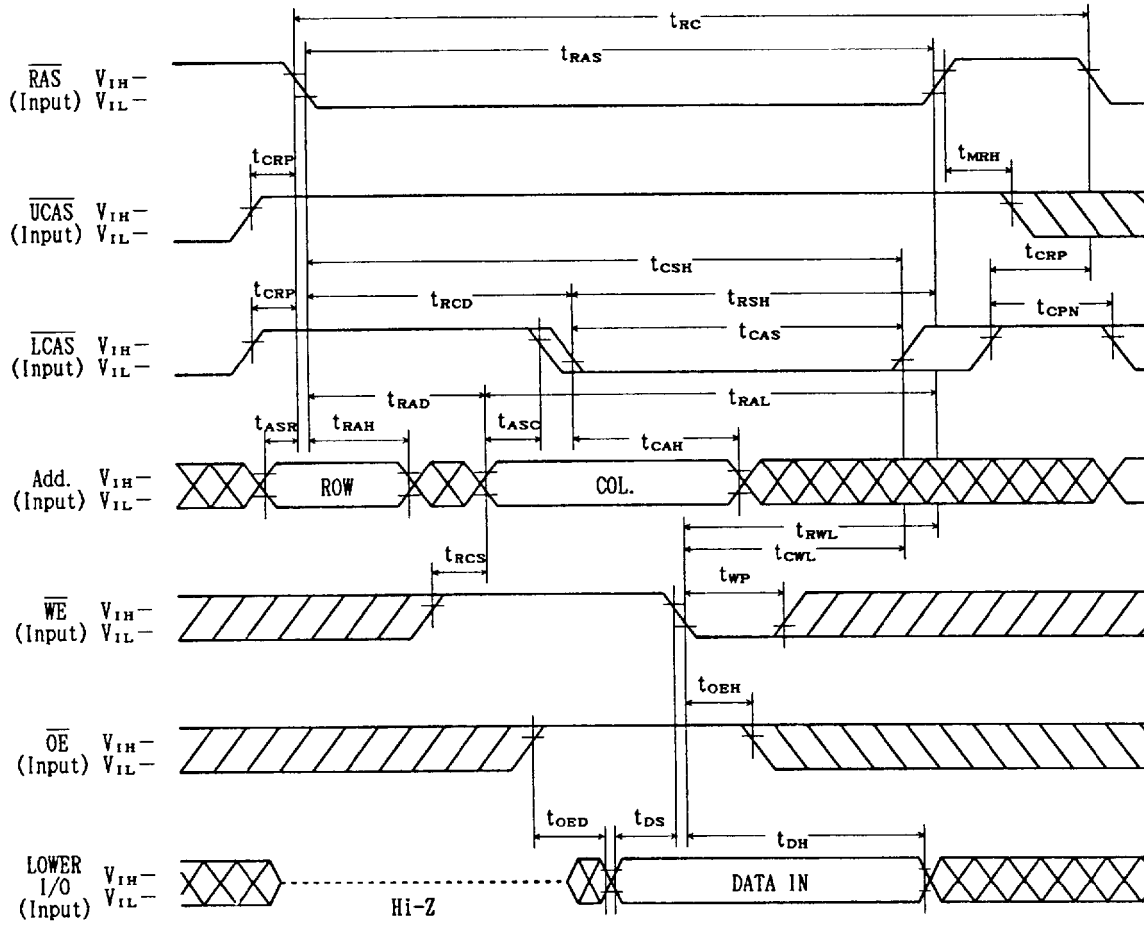 tRC
tRAS
RAS VIH—
(Input) VIL—
tCRP
tMRH
UCAS VIH—
(Input) VIL—
tCSH
tCRP
tCRP
tRCD
tRSH
tCPN
tCAS
LCAS VIH—
(Input) VIL—
tRAD
tRAL
tASR
tRAH
tASC
tCAH
Add. VIH—
(Input) VIL—
ROW
COL.
tRWL
tCWL
tRCS
tWP
WE VIH—
(Input) VIL—
tOEH
OE VIH—
(Input) VIL—
tOED
tDS
tDH
LOWER
I/O VIH—
(Input) VIL—
DATA IN
Hi-Z